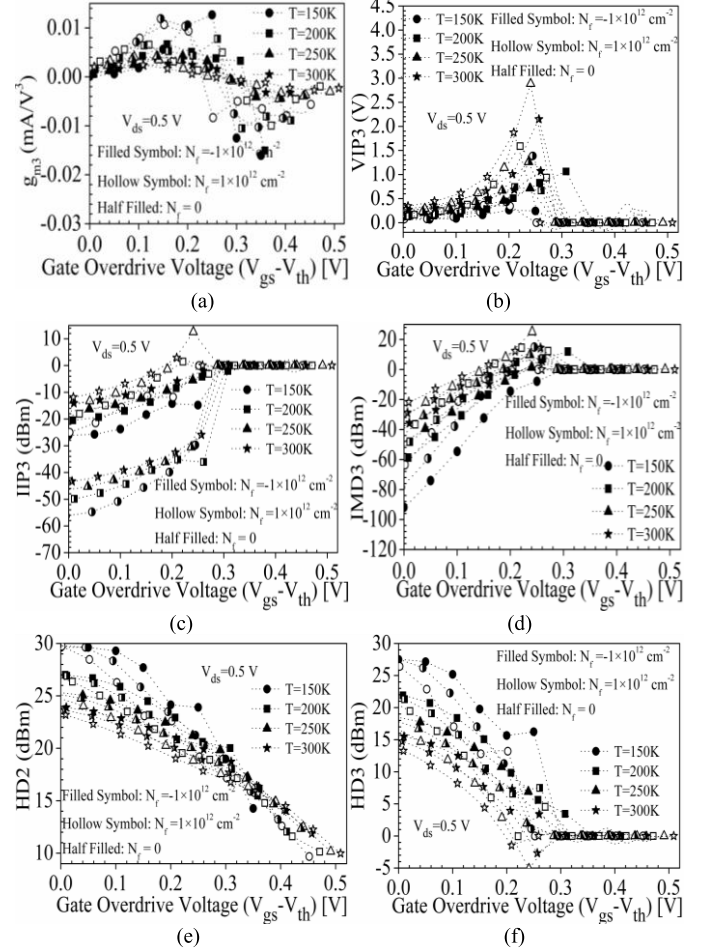 0.01
0.00
-0.01
-0.02
-0.03
g_m3 (mA/V^-3)
T=150K
T=200K
T=250K
T=300K
V_ds=0.5 V
Filled Symbol: N_f=-1×10^12 cm^-2
Hollow Symbol: N_f=1×10^12 cm^-2
Half Filled: N_f = 0
0.0 0.1 0.2 0.3 0.4 0.5
Gate Overdrive Voltage (V_gs-V_th) [V]
(a)
4.5
4.0
3.5
3.0
2.5
2.0
1.5
1.0
0.5
0.0
VIP3 (V)
T=150K
T=200K
T=250K
T=300K
Filled Symbol: N_f=-1×10^12 cm^-2
Hollow Symbol: N_f=1×10^12 cm^-2
Half Filled: N_f = 0
V_ds=0.5 V
0.0 0.1 0.2 0.3 0.4 0.5
Gate Overdrive Voltage (V_gs-V_th) [V]
(b)
10
0
-10
-20
-30
-40
-50
-60
-70
IIP3 (dBm)
V_ds=0.5 V
T=150K
T=200K
T=250K
T=300K
Filled Symbol: N_f=-1×10^12 cm^-2
Hollow Symbol: N_f=1×10^12 cm^-2
Half Filled: N_f = 0
0.0 0.1 0.2 0.3 0.4 0.5
Gate Overdrive Voltage (V_gs-V_th) [V]
(c)
20
0
-20
-40
-60
-80
-100
-120
IMD3 (dBm)
V_ds=0.5 V
Filled Symbol: N_f=-1×10^12 cm^-2
Hollow Symbol: N_f=1×10^12 cm^-2
Half Filled: N_f = 0
T=150K
T=200K
T=250K
T=300K
0.0 0.1 0.2 0.3 0.4 0.5
Gate Overdrive Voltage (V_gs-V_th) [V]
(d)
30
25
20
15
10
HD2 (dBm)
V_ds=0.5 V
T=150K
T=200K
T=250K
T=300K
Filled Symbol: N_f=-1×10^12 cm^-2
Hollow Symbol: N_f=1×10^12 cm^-2
Half Filled: N_f = 0
0.0 0.1 0.2 0.3 0.4 0.5
Gate Overdrive Voltage (V_gs-V_th) [V]
(e)
30
25
20
15
10
5
0
-5
HD3 (dBm)
Filled Symbol: N_f=-1×10^12 cm^-2
Hollow Symbol: N_f=1×10^12 cm^-2
Half Filled: N_f = 0
T=150K
T=200K
T=250K
T=300K
V_ds=0.5 V
0.0 0.1 0.2 0.3 0.4 0.5
Gate Overdrive Voltage (V_gs-V_th) [V]
(f)